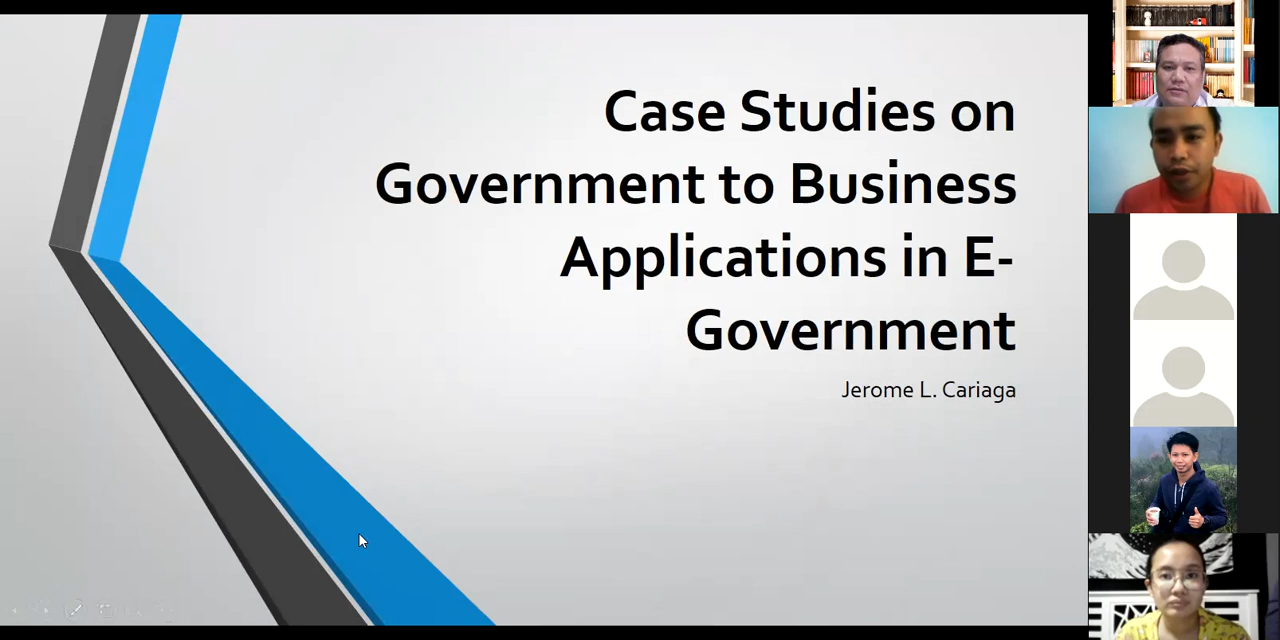 Case Studies on
Government to Business
Applications in E-
Government
Jerome L. Cariaga